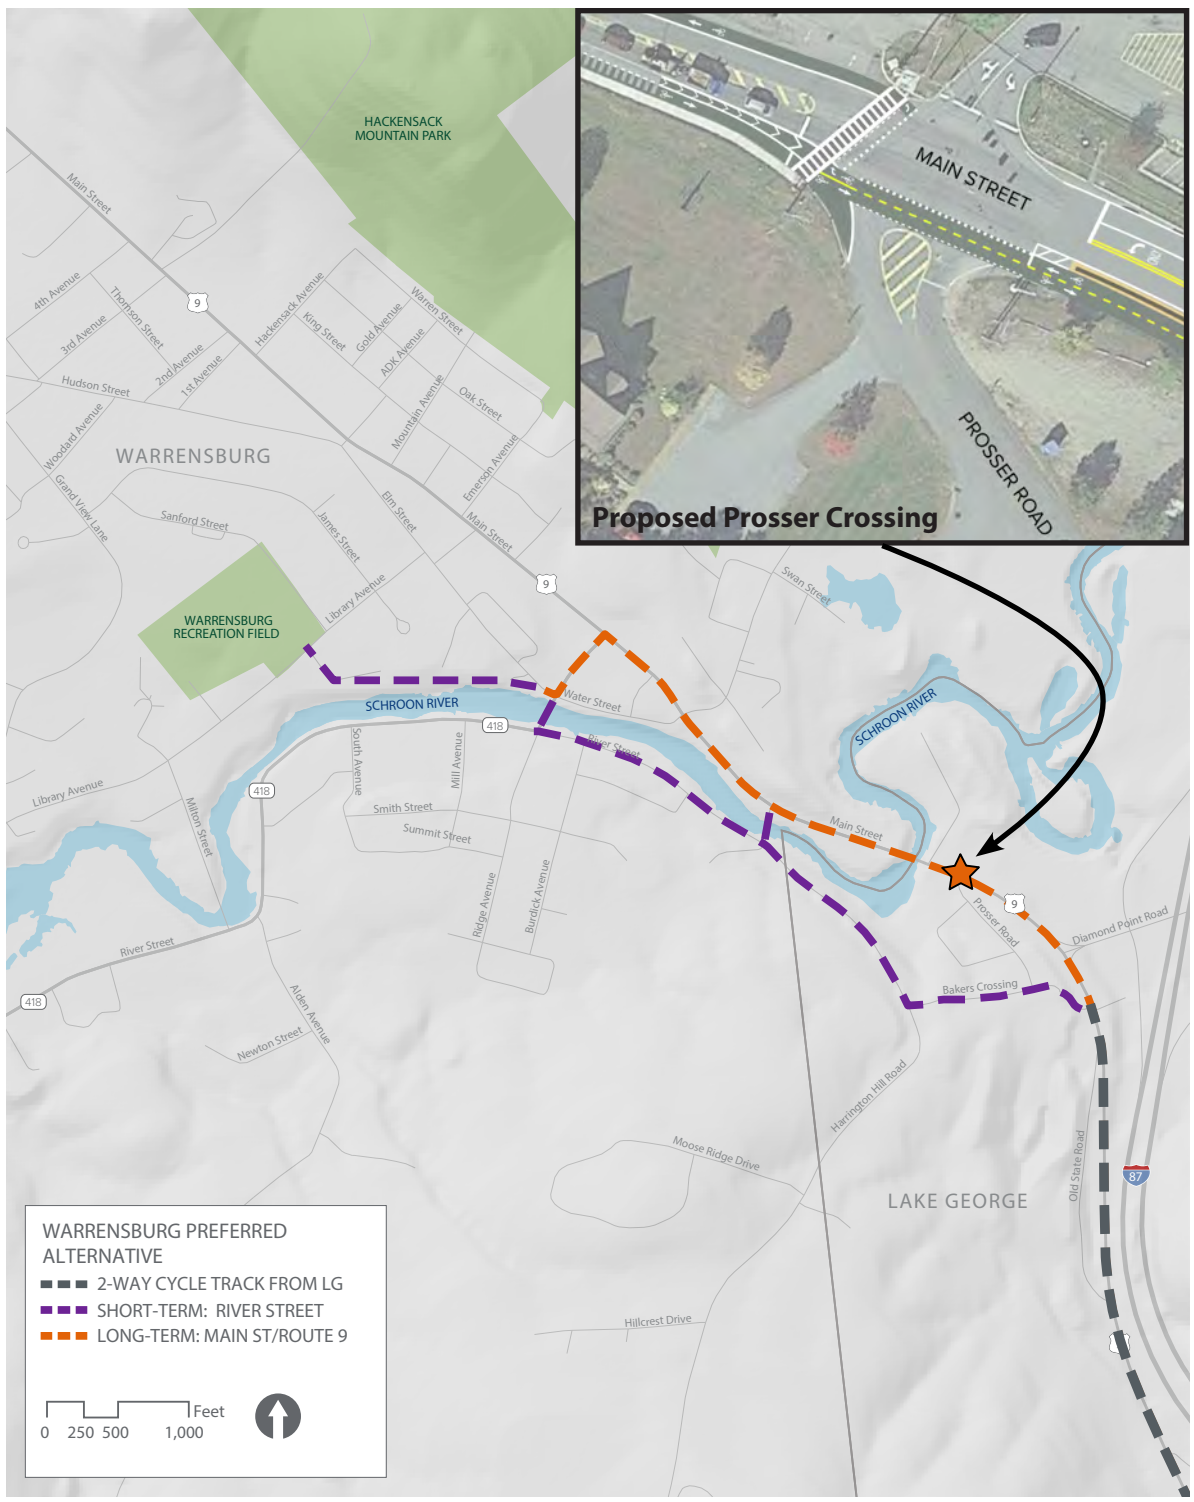 HACKENSACK
MOUNTAIN PARK
MAIN STREET
ONLY
PROSSER ROAD
Proposed Prosser Crossing
Main Street
9
4th Avenue
Thomson Street
3rd Avenue
2nd Avenue
1st Avenue
Hackensack Avenue
King Street
Gold Avenue
ADK Avenue
Warren Street
Hudson Street
Woodard Avenue
Mountain Avenue
Oak Street
WARRENSBURG
Grand View Lane
Emerson Avenue
Sanford Street
James Street
Elm Street
Main Street
9
Library Avenue
Swan Street
WARRENSBURG
RECREATION FIELD
SCHROON RIVER
Water Street
SCHROON RIVER
418
River Street
South Avenue
Mill Avenue
418
Library Avenue
Milton Street
Smith Street
Summit Street
Main Street
Ridge Avenue
Burdick Avenue
9
Prosser Road
Diamond Point Road
River Street
418
Alden Avenue
Bakers Crossing
Newton Street
Harrington Hill Road
Moose Ridge Drive
Old State Road
87
LAKE GEORGE
Hillcrest Drive
WARRENSBURG PREFERRED
ALTERNATIVE
2-WAY CYCLE TRACK FROM LG
SHORT-TERM: RIVER STREET
LONG-TERM: MAIN ST/ROUTE 9
Feet
0 250 500 1,000